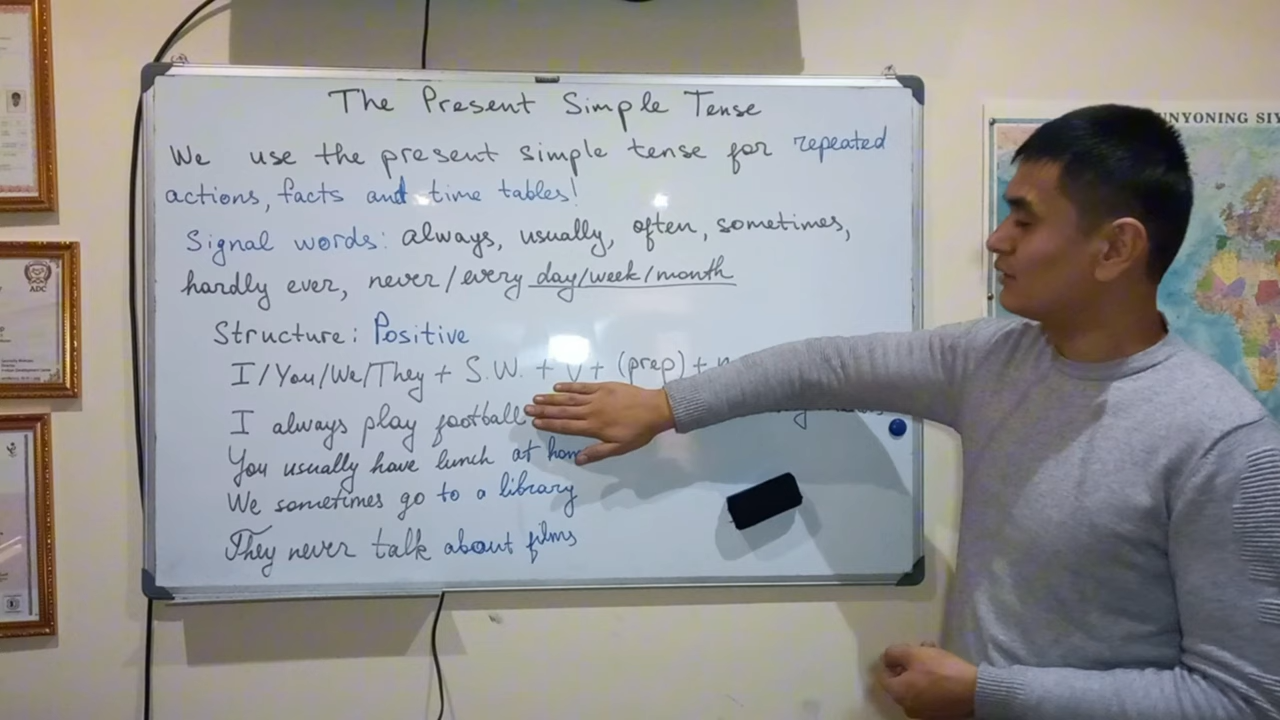 The Present Simple Tense
We use the present simple tense for repeated
actions, facts and time tables!
Signal words: always, usually, often, sometimes,
hardly ever, never/every day/week/month
Structure: Positive
I/You/We/They + S.W. + V + (prep) +
I always play football
You usually have lunch at
We sometimes go to a library
They never talk about films
ADC